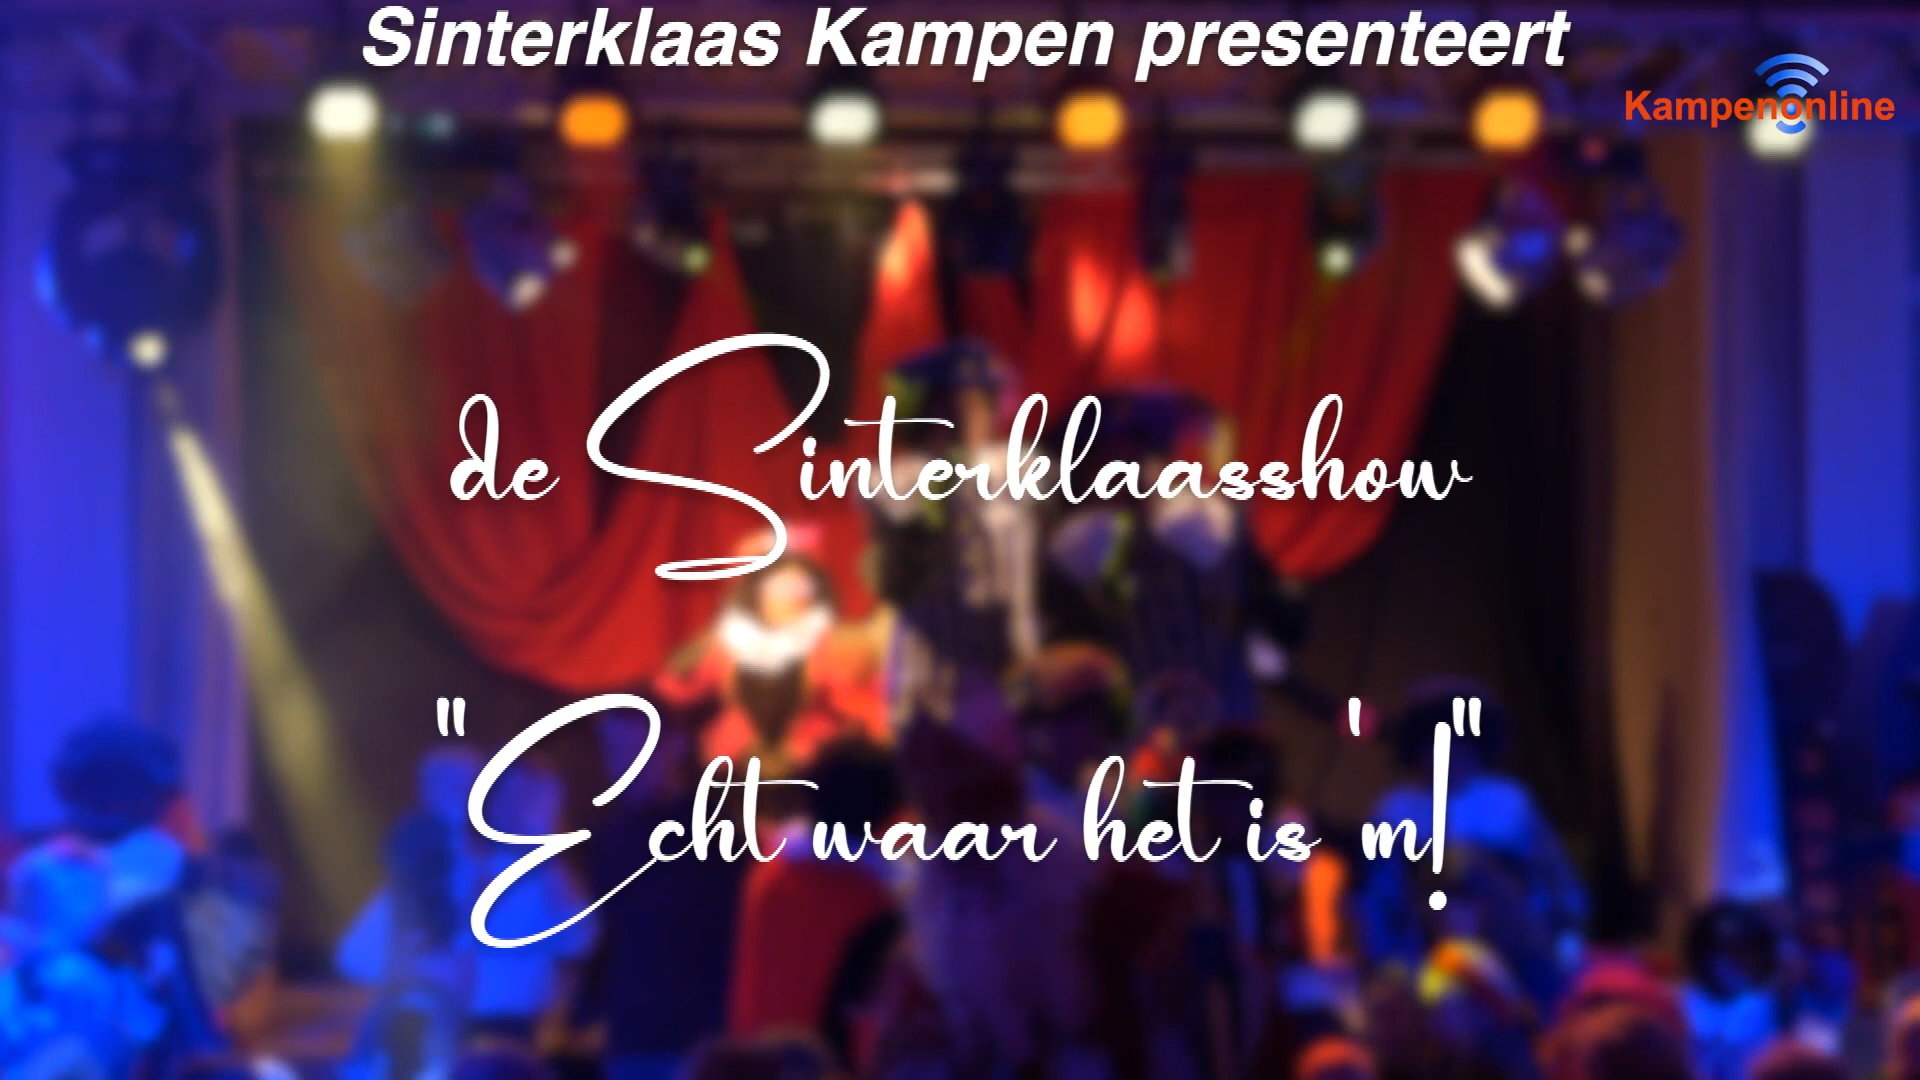 Sinterklaas Kampen presenteert
Kampenonline
de Sinterklaasshow
"Echt waar het is 'm!"